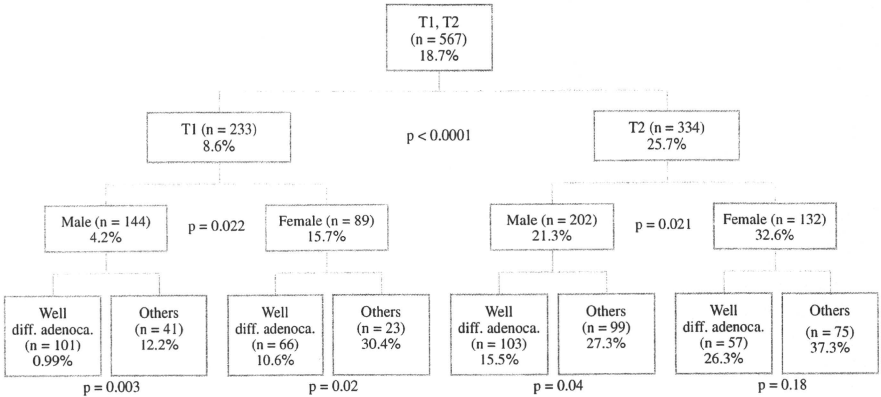 T1, T2
(n = 567)
18.7%
T1 (n = 233)
8.6%
p < 0.0001
T2 (n = 334)
25.7%
Male (n = 144)
4.2%
p = 0.022
Female (n = 89)
15.7%
Male (n = 202)
21.3%
p = 0.021
Female (n = 132)
32.6%
Well
diff. adenoca.
(n = 101)
0.99%
Others
(n = 41)
12.2%
Well
diff. adenoca.
(n = 66)
10.6%
Others
(n = 23)
30.4%
Well
diff. adenoca.
(n = 103)
15.5%
Others
(n = 99)
27.3%
Well
diff. adenoca.
(n = 57)
26.3%
Others
(n = 75)
37.3%
p = 0.003
p = 0.02
p = 0.04
p = 0.18